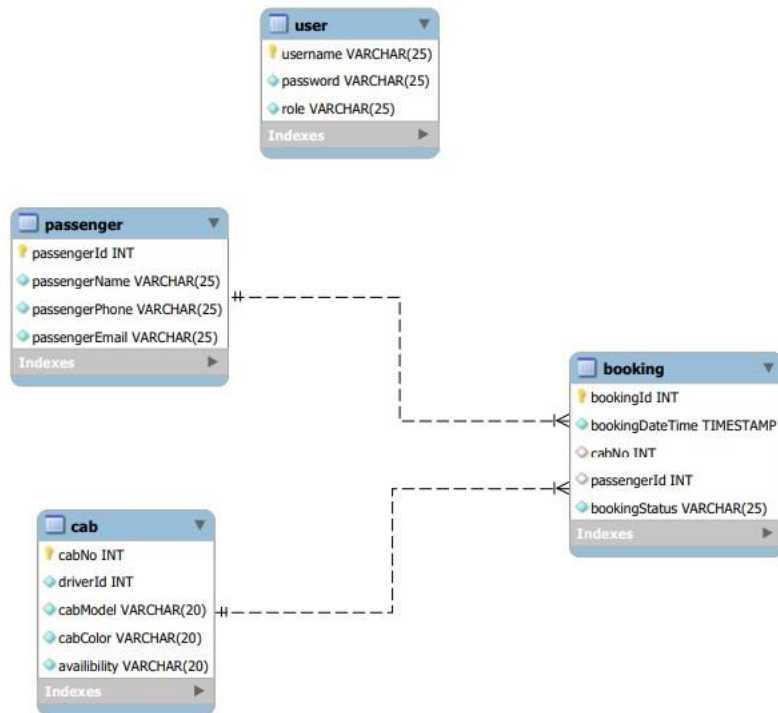 user
username VARCHAR(25)
password VARCHAR(25)
role VARCHAR(25)
Indexes
passenger
passengerId INT
passengerName VARCHAR(25)
passengerPhone VARCHAR(25)
passengerEmail VARCHAR(25)
Indexes
booking
bookingId INT
bookingDateTime TIMESTAMP
cabNo INT
passengerId INT
bookingStatus VARCHAR(25)
Indexes
cab
cabNo INT
driverId INT
cabModel VARCHAR(20)
cabColor VARCHAR(20)
availibility VARCHAR(20)
Indexes